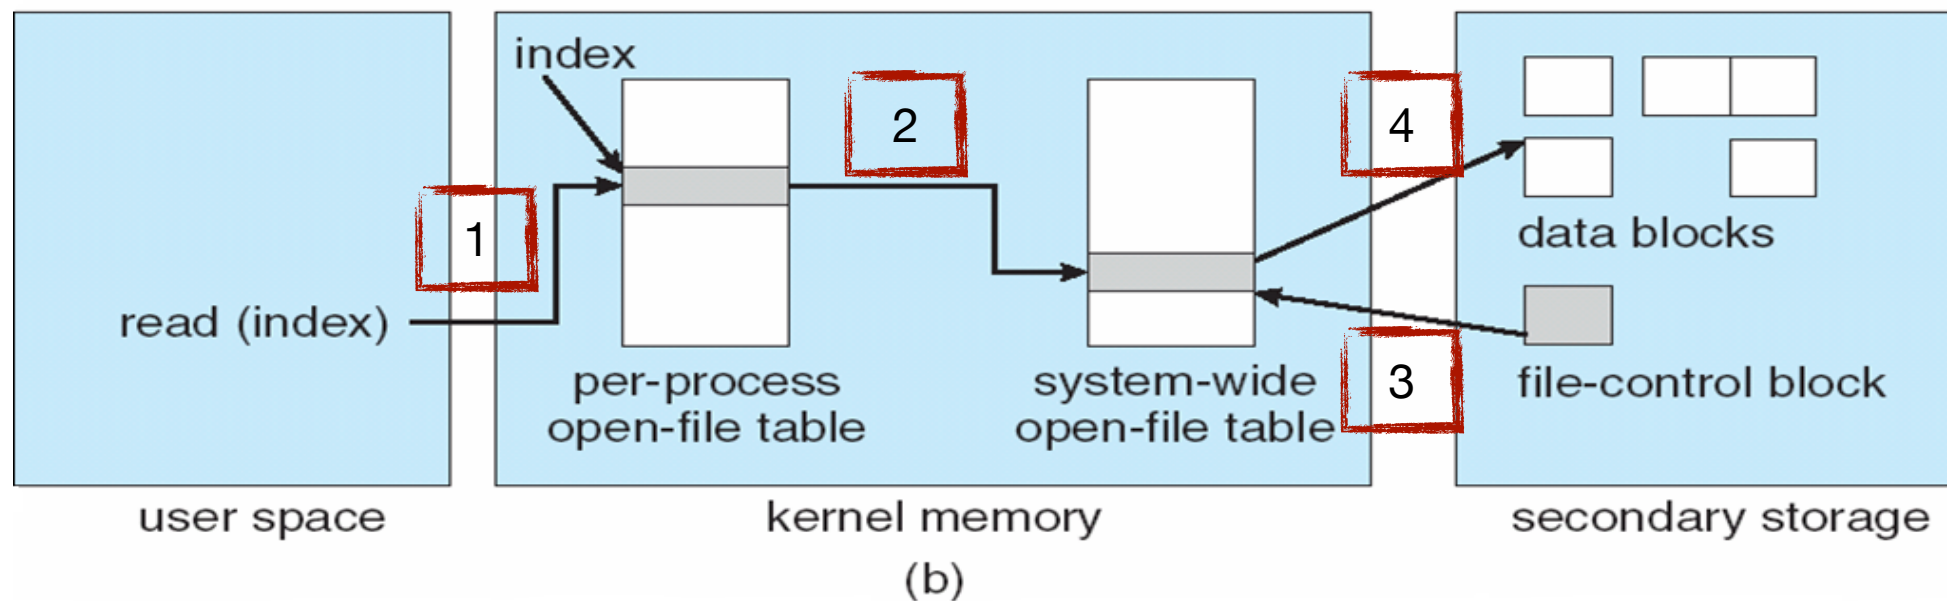 index
2
4
1
data blocks
read (index)
per-process
open-file table
system-wide
open-file table
3
file-control block
user space
kernel memory
secondary storage
(b)